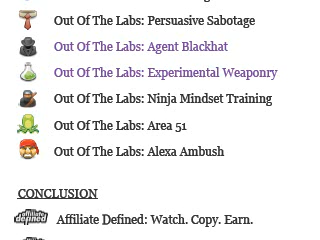 Out Of The Labs: Persuasive Sabotage
Out Of The Labs: Agent Blackhat
Out Of The Labs: Experimental Weaponry
Out Of The Labs: Ninja Mindset Training
Out Of The Labs: Area 51
Out Of The Labs: Alexa Ambush
CONCLUSION
affiliate defined Affiliate Defined: Watch. Copy. Earn.